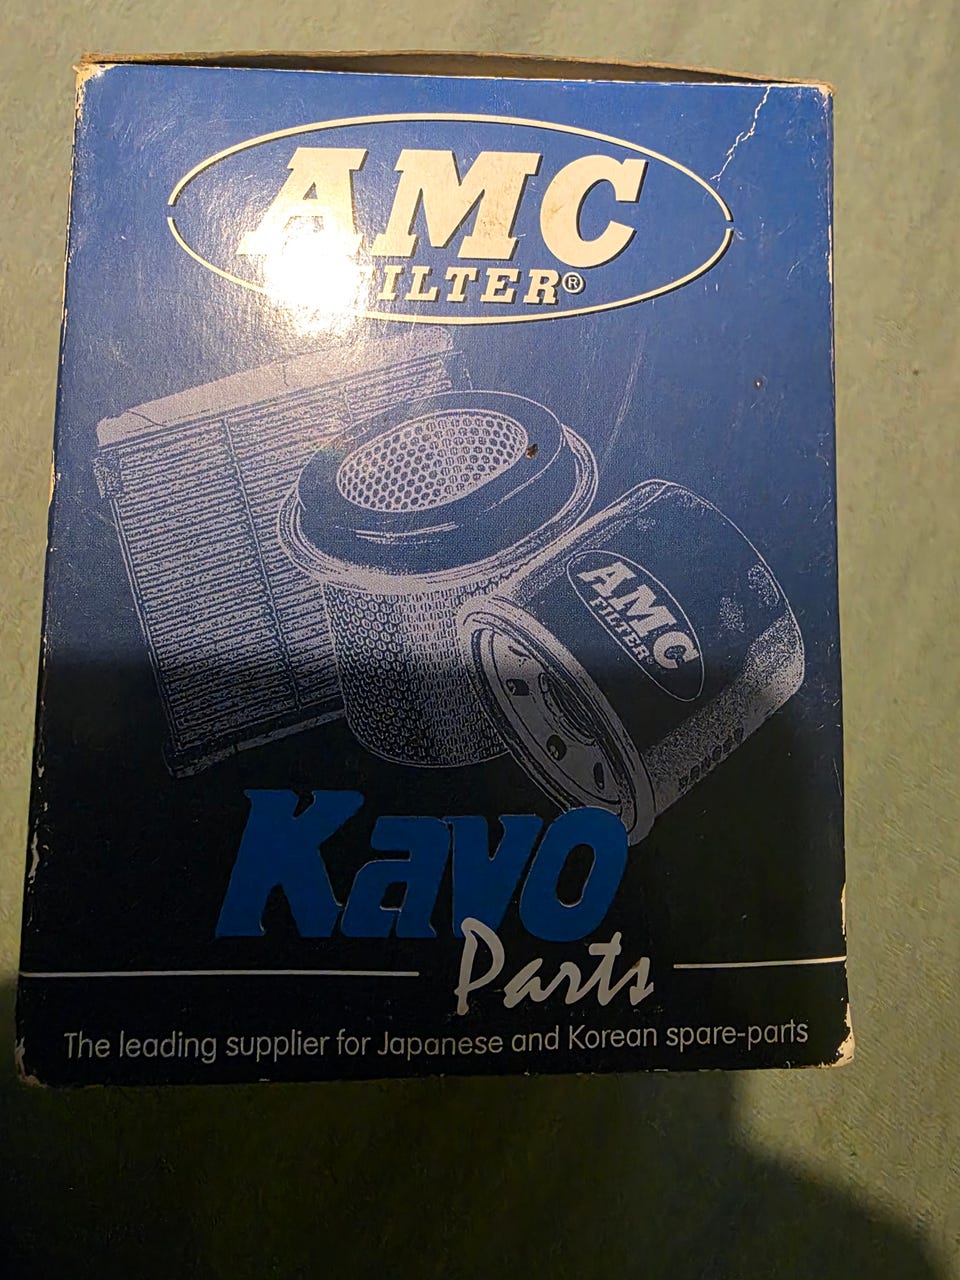 AMC
FILTER®
AMC
FILTER®
Kavo
Parts
The leading supplier for Japanese and Korean spare-parts